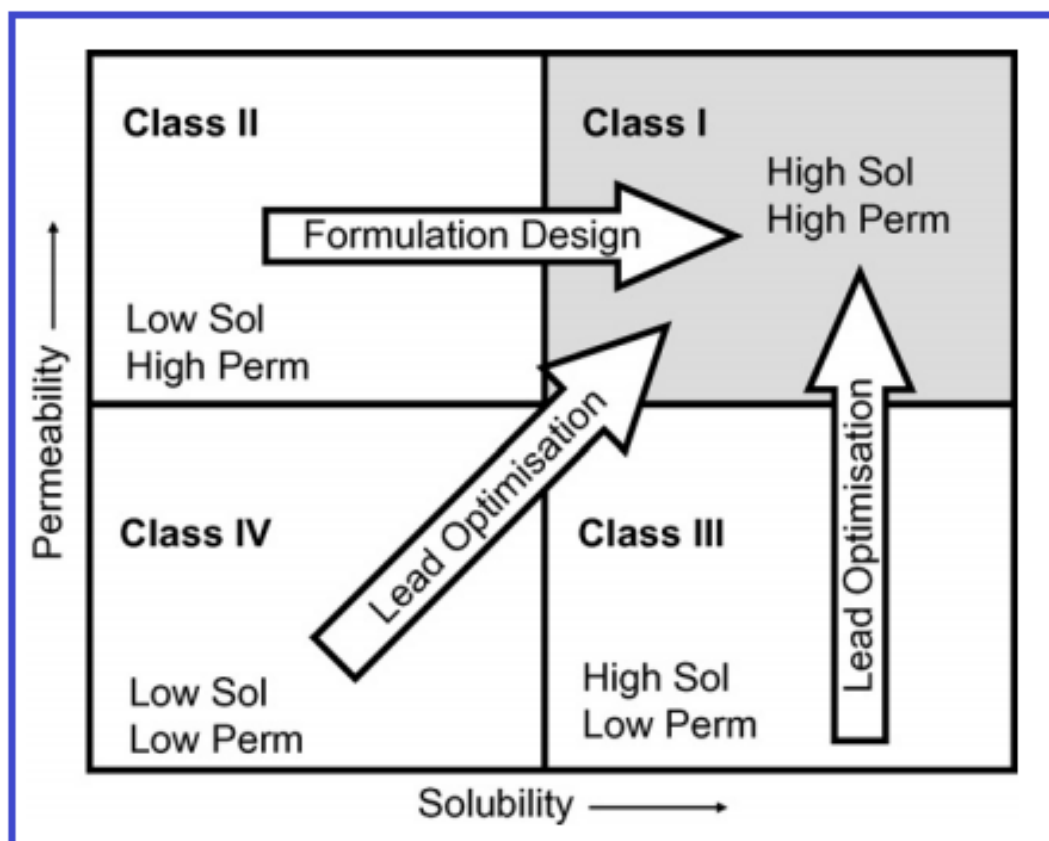 Class II
Class I
High Sol
High Perm
Formulation Design
Low Sol
High Perm
Permeability
Class IV
Lead Optimisation
Class III
Lead Optimisation
Low Sol
Low Perm
High Sol
Low Perm
Solubility